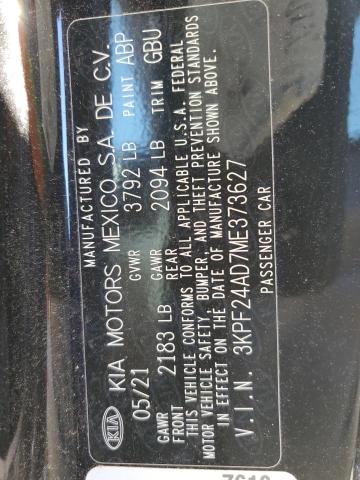 MANUFACTURED BY
KIA KIA MOTORS MEXICO, S.A. DE C.V.
05/21 GVWR 3792 LB PAINT ABP
GAWR FRONT 2183 LB GAWR REAR 2094 LB TRIM GBU
THIS VEHICLE CONFORMS TO ALL APPLICABLE U.S.A. FEDERAL
MOTOR VEHICLE SAFETY, BUMPER, AND THEFT PREVENTION STANDARDS
IN EFFECT ON THE DATE OF MANUFACTURE SHOWN ABOVE.
V.I.N. 3KPF24AD7ME373627
PASSENGER CAR